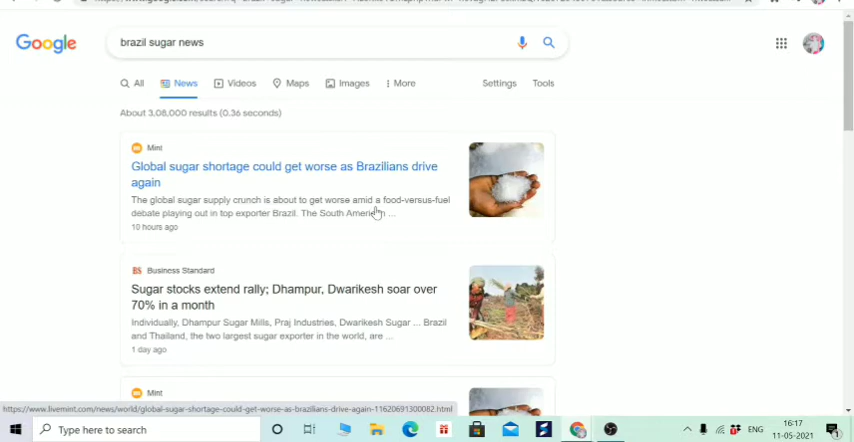 Google
brazil sugar news
All News Videos Maps Images More Settings Tools
About 3,08,000 results (0.36 seconds)
Mint
Global sugar shortage could get worse as Brazilians drive
again
The global sugar supply crunch is about to get worse amid a food-versus-fuel
debate playing out in top exporter Brazil. The South American ...
10 hours ago
BS Business Standard
Sugar stocks extend rally; Dhampur, Dwarikesh soar over
70% in a month
Individually, Dhampur Sugar Mills, Praj Industries, Dwarikesh Sugar ... Brazil
and Thailand, the two largest sugar exporter in the world, are ...
1 day ago
Mint
https://www.livemint.com/news/world/global-sugar-shortage-could-get-worse-as-brazilians-drive-again-11620691300082.html
Type here to search
ENG
16:17
11-05-2021
1